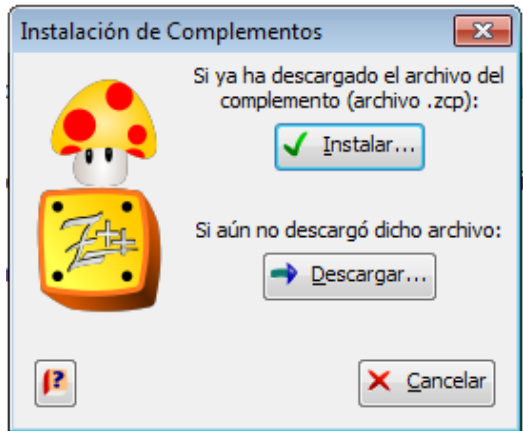 Instalación de Complementos
Si ya ha descargado el archivo del
complemento (archivo .zcp):
Instalar...
Z++
Si aún no descargó dicho archivo:
Descargar...
?
Cancelar